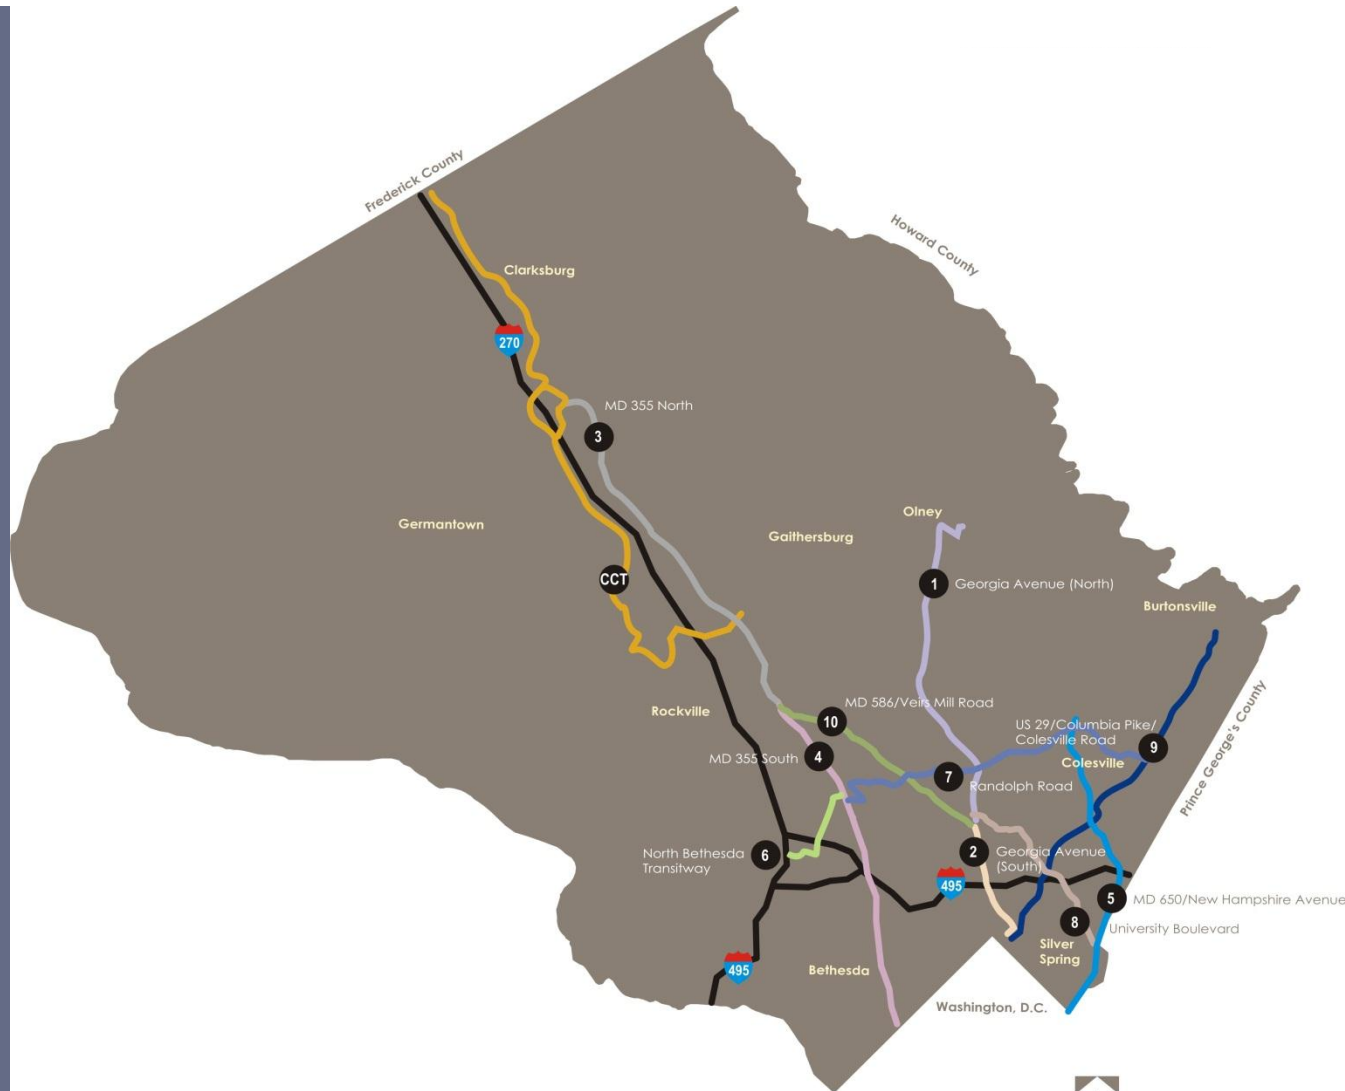 Frederick County
Howard County
Clarksburg
270
MD 355 North
3
Germantown
Gaithersburg
Olney
CCT
1
Georgia Avenue (North)
Burtonsville
Rockville
MD 586/Veirs Mill Road
10
US 29/Columbia Pike/
Colesville Road
9
MD 355 South
4
Colesville
7
Randolph Road
Prince George's County
North Bethesda
Transitway
6
2
Georgia Avenue
(South)
495
5
MD 650/New Hampshire Avenue
8
University Boulevard
Silver
Spring
495
Bethesda
Washington, D.C.